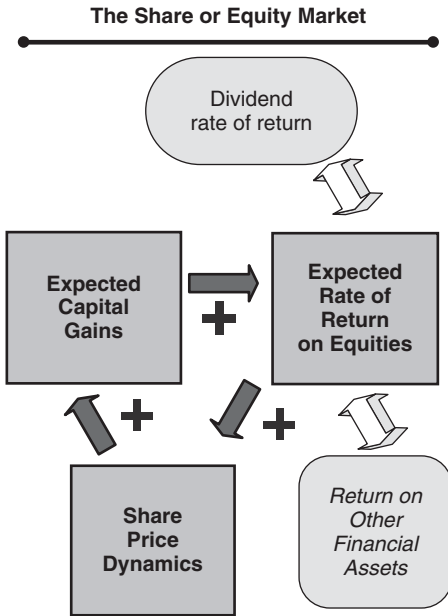 The Share or Equity Market
Dividend
rate of return
Expected
Capital
Gains
+
Expected
Rate of
Return
on Equities
+
+
Share
Price
Dynamics
Return on
Other
Financial
Assets